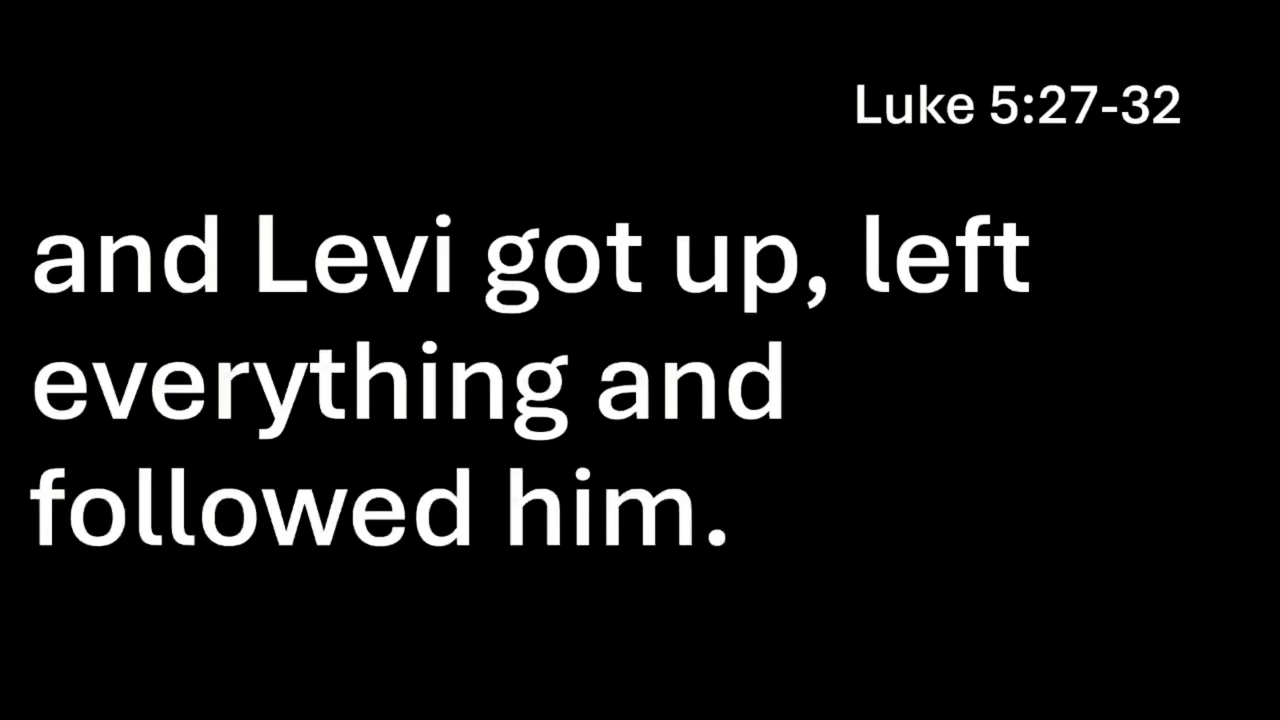 Luke 5:27-32
and Levi got up, left
everything and
followed him.